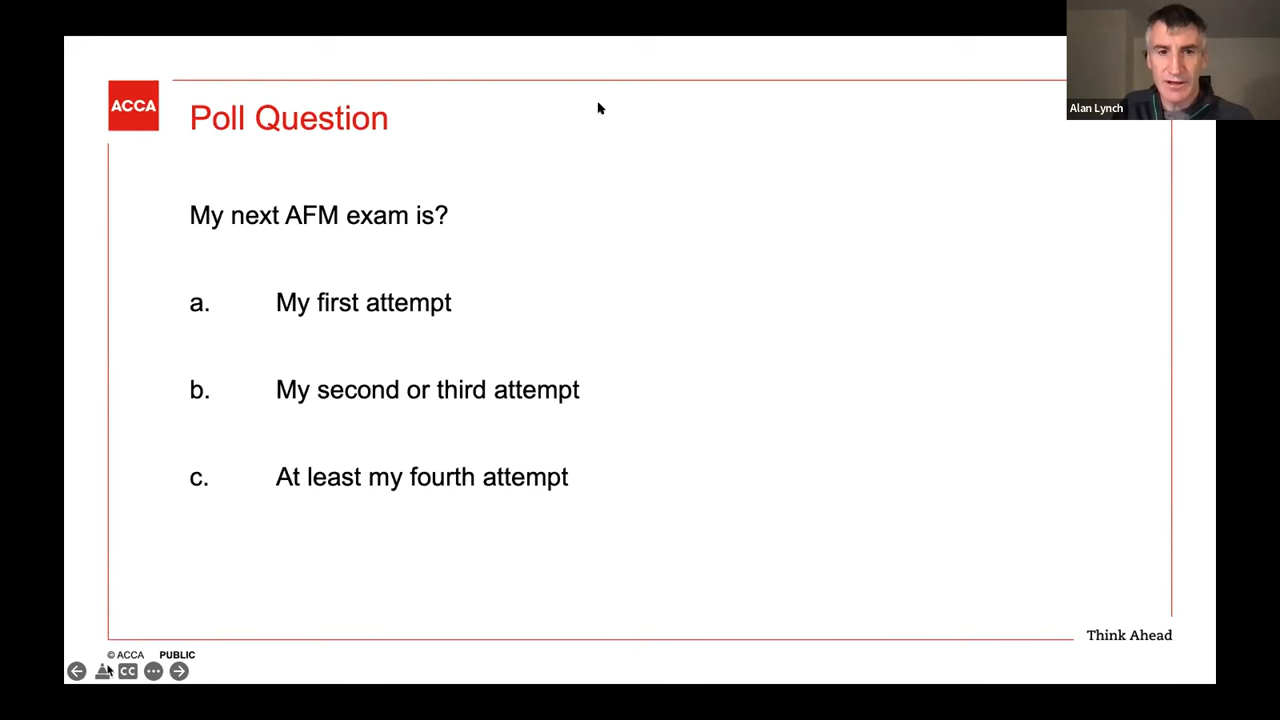 ACCA
Poll Question
Alan Lynch
My next AFM exam is?
a. My first attempt
b. My second or third attempt
c. At least my fourth attempt
Think Ahead
© ACCA PUBLIC
CC